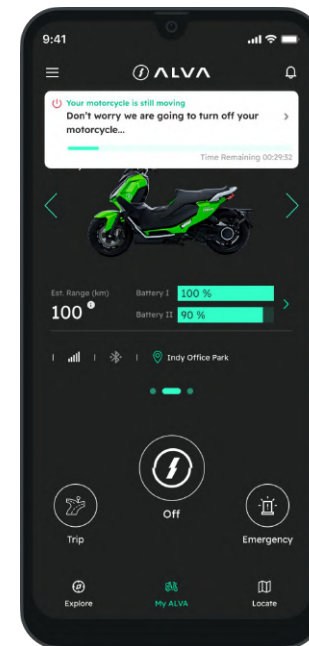 9:41
ALVA
Your motorcycle is still moving
Don't worry we are going to turn off your
motorcycle...
Time Remaining 00:29:32
Est. Range (km)
Battery I 100 %
100
Battery II 90 %
Indy Office Park
Off
Trip
Emergency
Explore
My ALVA
Locate